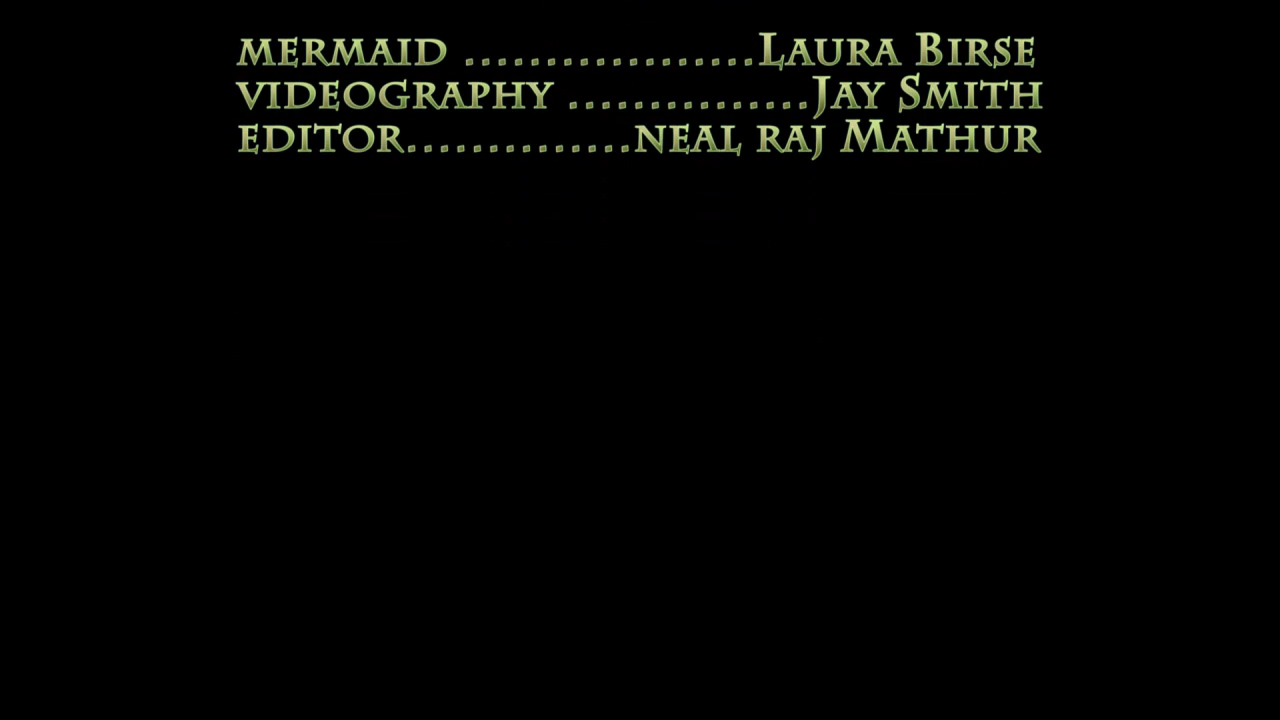 MERMAID ..................LAURA BIRSE
VIDEOGRAPHY ...............JAY SMITH
EDITOR..............NEAL RAJ MATHUR